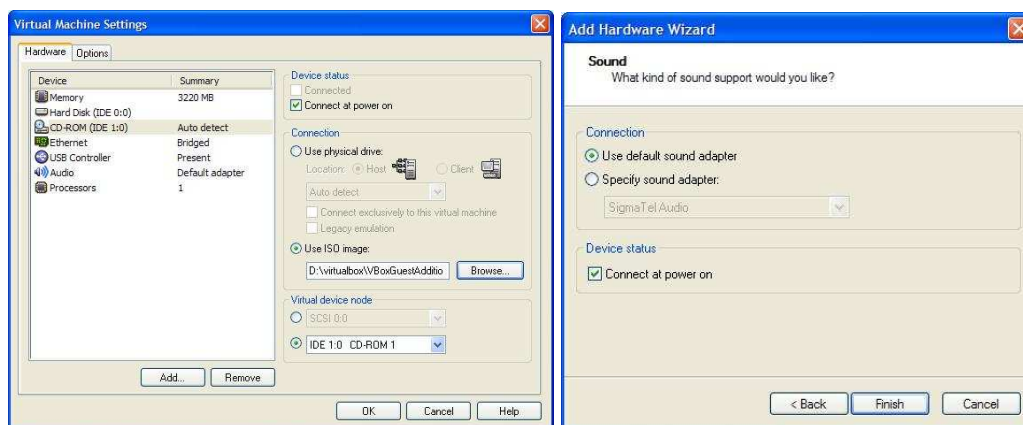 Virtual Machine Settings
Hardware Options
Device Summary
Memory 3220 MB
Hard Disk (IDE 0:0)
CD-ROM (IDE 1:0) Auto detect
Ethernet Bridged
USB Controller Present
Audio Default adapter
Processors 1
Add... Remove
Device status
Connected
Connect at power on
Connection
Use physical drive:
Location: Host Client
Auto detect
Connect exclusively to this virtual machine
Legacy emulation
Use ISO image:
D:\virtualbox\VBoxGuestAdditio Browse...
Virtual device node
SCSI 0:0
IDE 1:0 CD-ROM 1
OK Cancel Help
Add Hardware Wizard
Sound
What kind of sound support would you like?
Connection
Use default sound adapter
Specify sound adapter:
SigmaTel Audio
Device status
Connect at power on
< Back Finish Cancel